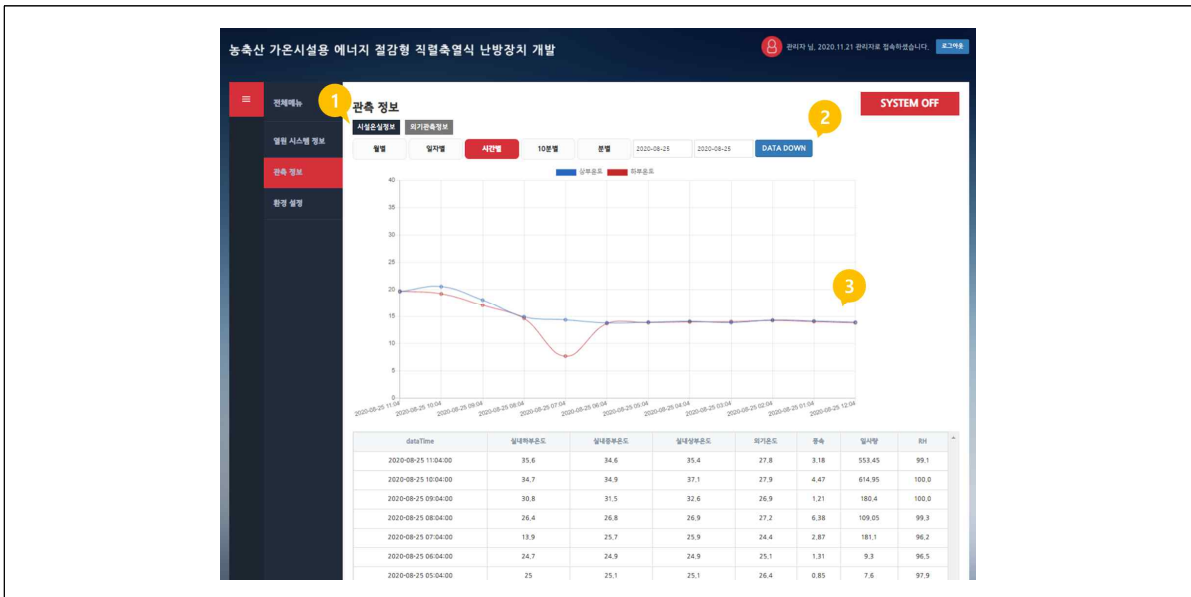 농축산 가온시설용 에너지 절감형 직렬축열식 난방장치 개발
관리자 님, 2020.11.21 관리자로 접속하셨습니다. 로그아웃
전체메뉴
열원 시스템 정보
관측 정보
환경 설정
1
관측 정보
SYSTEM OFF
2
시설온실정보 외기관측정보
월별 일자별 시간별 10분별 분별 2020-08-25 2020-08-25 DATA DOWN
상부온도 하부온도
40
35
30
25
20
3
15
10
5
0
2020-08-25 11:04 2020-08-25 10:04 2020-08-25 09:04 2020-08-25 08:04 2020-08-25 07:04 2020-08-25 06:04 2020-08-25 05:04 2020-08-25 04:04 2020-08-25 03:04 2020-08-25 02:04 2020-08-25 01:04 2020-08-25 12:04
dataTime 실내하부온도 실내중부온도 실내상부온도 외기온도 풍속 일사량 RH
2020-08-25 11:04:00 35.6 34.6 35.4 27.8 3.18 553.45 99.1
2020-08-25 10:04:00 34.7 34.9 37.1 27.9 4.47 614.95 100.0
2020-08-25 09:04:00 30.8 31.5 32.6 26.9 1.21 180.4 100.0
2020-08-25 08:04:00 26.4 26.8 26.9 27.2 6.38 109.05 99.3
2020-08-25 07:04:00 13.9 25.7 25.9 24.4 2.87 181.1 96.2
2020-08-25 06:04:00 24.7 24.9 24.9 25.1 1.31 9.3 96.5
2020-08-25 05:04:00 25 25.1 25.1 26.4 0.85 7.6 97.9